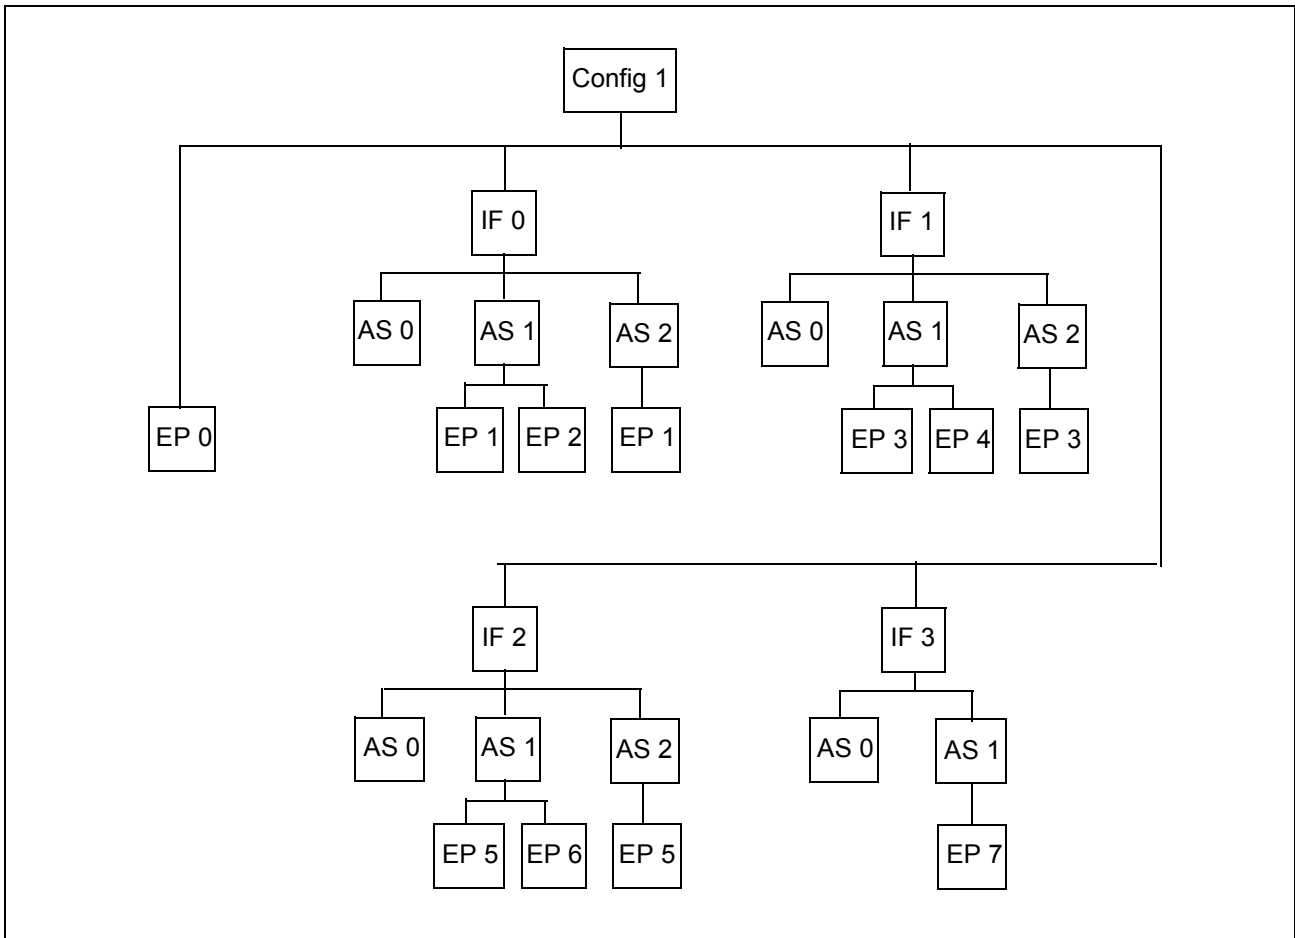 Config 1
IF 0
IF 1
AS 0
AS 1
AS 2
AS 0
AS 1
AS 2
EP 0
EP 1
EP 2
EP 1
EP 3
EP 4
EP 3
IF 2
IF 3
AS 0
AS 1
AS 2
AS 0
AS 1
EP 5
EP 6
EP 5
EP 7